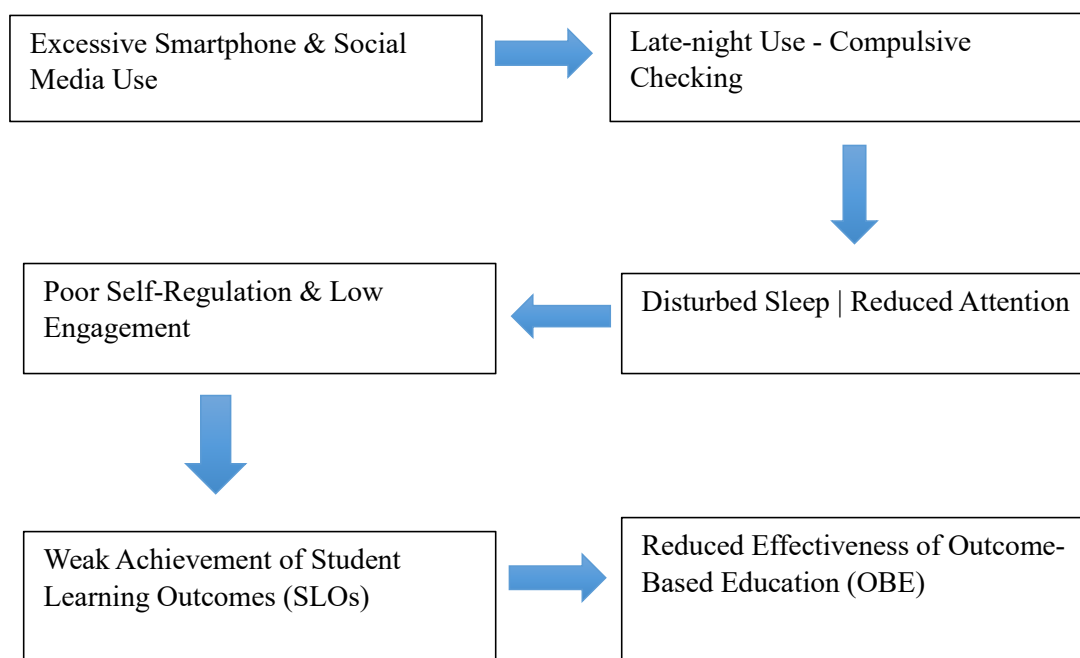 Excessive Smartphone & Social
Media Use
Late-night Use - Compulsive
Checking
Disturbed Sleep | Reduced Attention
Poor Self-Regulation & Low
Engagement
Weak Achievement of Student
Learning Outcomes (SLOs)
Reduced Effectiveness of Outcome-
Based Education (OBE)